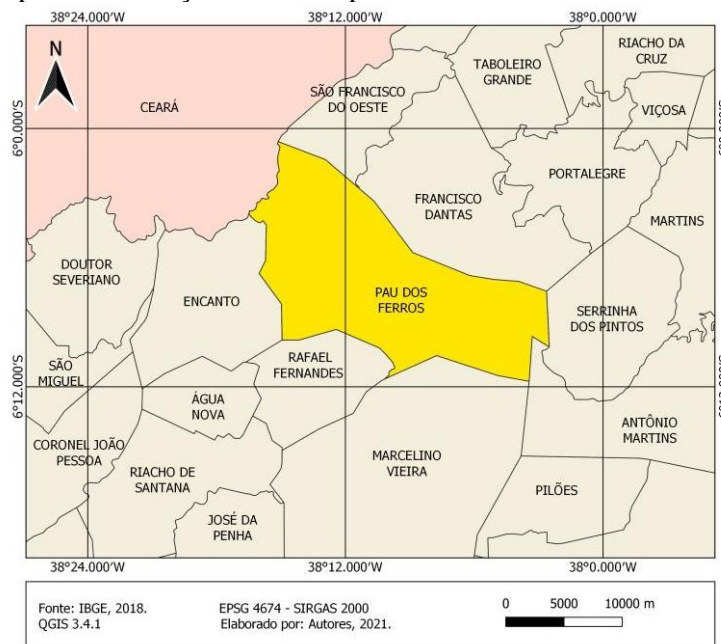 38°24.000'W 38°12.000'W 38°0.000'W
N
RIACHO DA
CRUZ
TABOLEIRO
GRANDE
SÃO FRANCISCO
DO OESTE
CEARÁ
VIÇOSA
6°0.000'S
PORTALEGRE
FRANCISCO
DANTAS
MARTINS
DOUTOR
SEVERIANO
ENCANTO
PAU DOS
FERROS
SERRINHA
DOS PINTOS
RAFAEL
FERNANDES
SÃO
MIGUEL
6°12.000'S
ÁGUA
NOVA
ANTÔNIO
MARTINS
CORONEL JOÃO
PESSOA
MARCELINO
VIEIRA
RIACHO DE
SANTANA
PILÕES
JOSÉ DA
PENHA
38°24.000'W 38°12.000'W 38°0.000'W
Fonte: IBGE, 2018. EPSG 4674 - SIRGAS 2000 0 5000 10000 m
QGIS 3.4.1 Elaborado por: Autores, 2021.